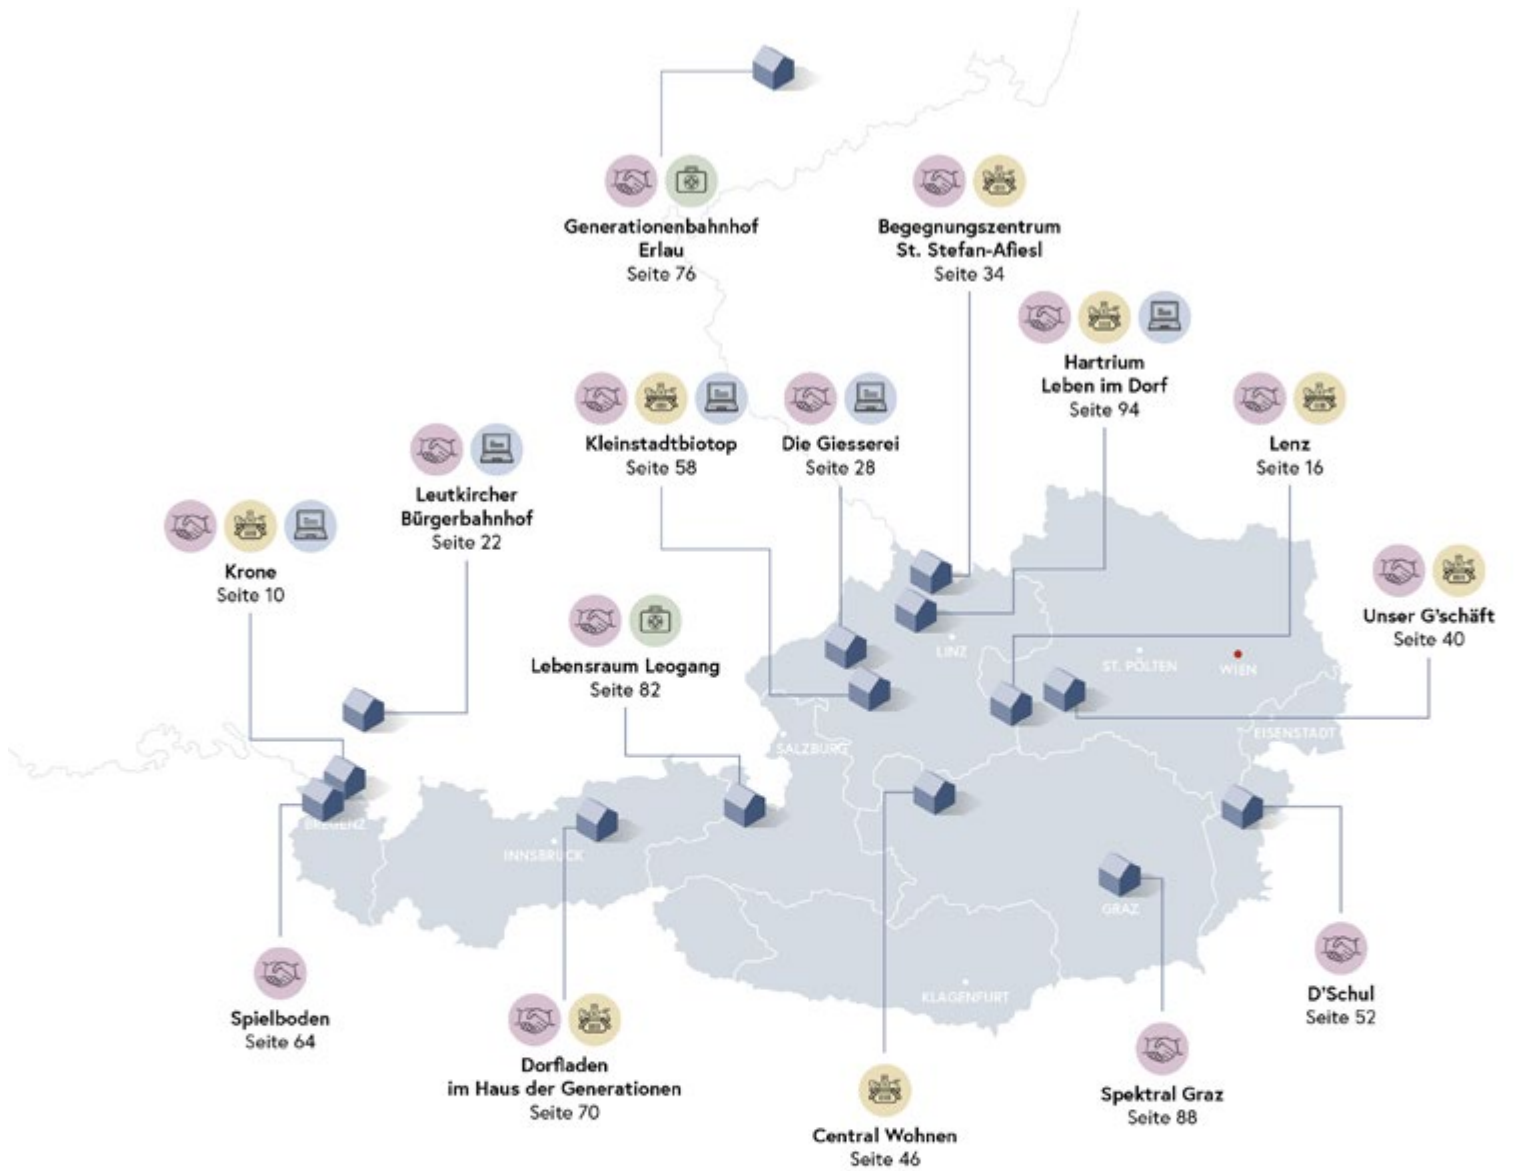 Generationenbahnhof
Erlau
Seite 76
Begegnungszentrum
St. Stefan-Afiesl
Seite 34
Hartrium
Leben im Dorf
Seite 94
Kleinstadtbiotop
Seite 58
Die Giesserei
Seite 28
Lenz
Seite 16
Leutkircher
Bürgerbahnhof
Seite 22
Krone
Seite 10
Unser G'schäft
Seite 40
Lebensraum Leogang
Seite 82
LINZ
ST. PÖLTEN
WIEN
EISENSTADT
SALZBURG
BREGENZ
INNSBRUCK
GRAZ
KLAGENFURT
Spielboden
Seite 64
Dorfladen
im Haus der Generationen
Seite 70
Central Wohnen
Seite 46
Spektral Graz
Seite 88
D'Schul
Seite 52